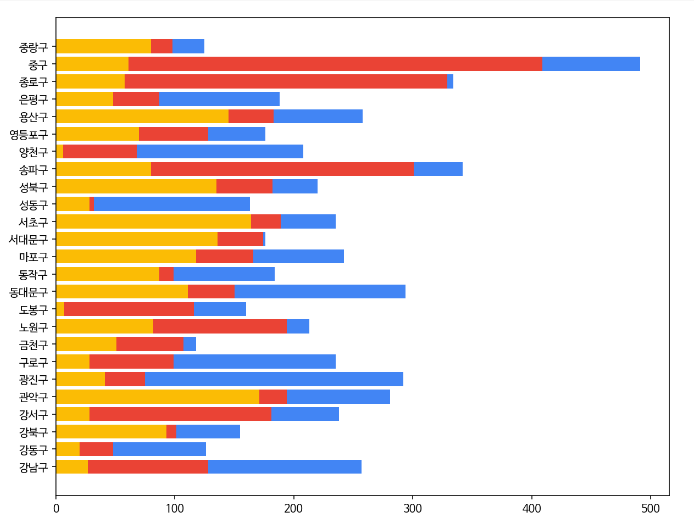 중랑구
중구
종로구
은평구
용산구
영등포구
양천구
송파구
성북구
성동구
서초구
서대문구
마포구
동작구
동대문구
도봉구
노원구
금천구
구로구
광진구
관악구
강서구
강북구
강동구
강남구
0 100 200 300 400 500